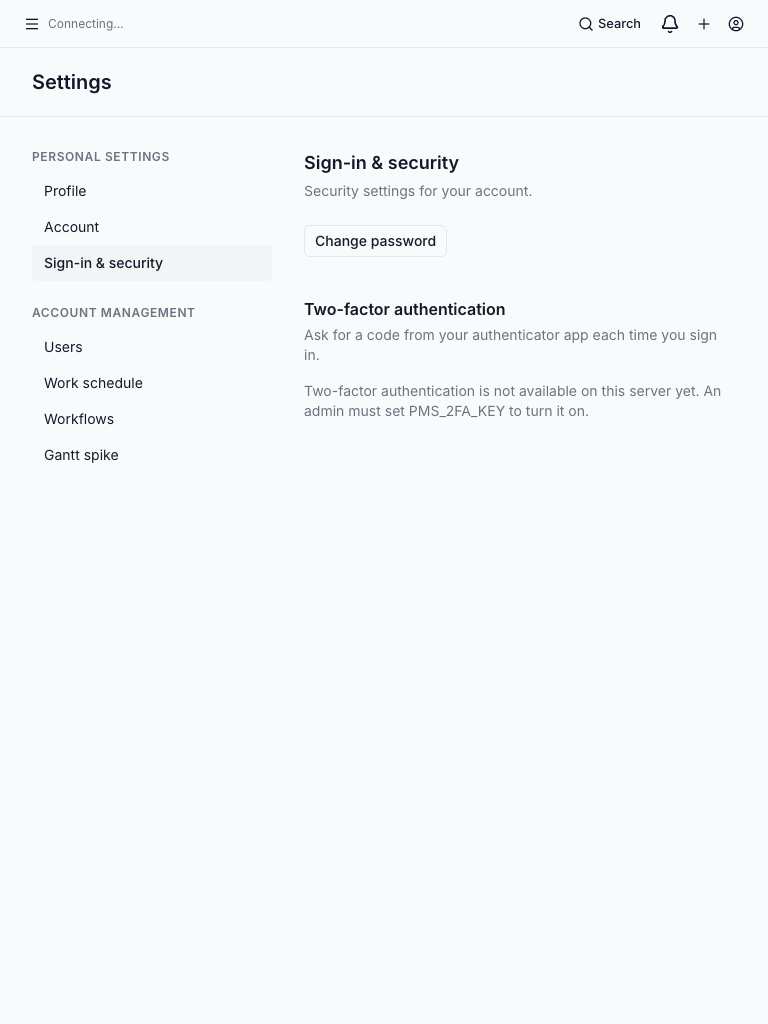 Connecting...
Search
Settings
PERSONAL SETTINGS
Profile
Account
Sign-in & security
ACCOUNT MANAGEMENT
Users
Work schedule
Workflows
Gantt spike
Sign-in & security
Security settings for your account.
Change password
Two-factor authentication
Ask for a code from your authenticator app each time you sign
in.
Two-factor authentication is not available on this server yet. An
admin must set PMS_2FA_KEY to turn it on.